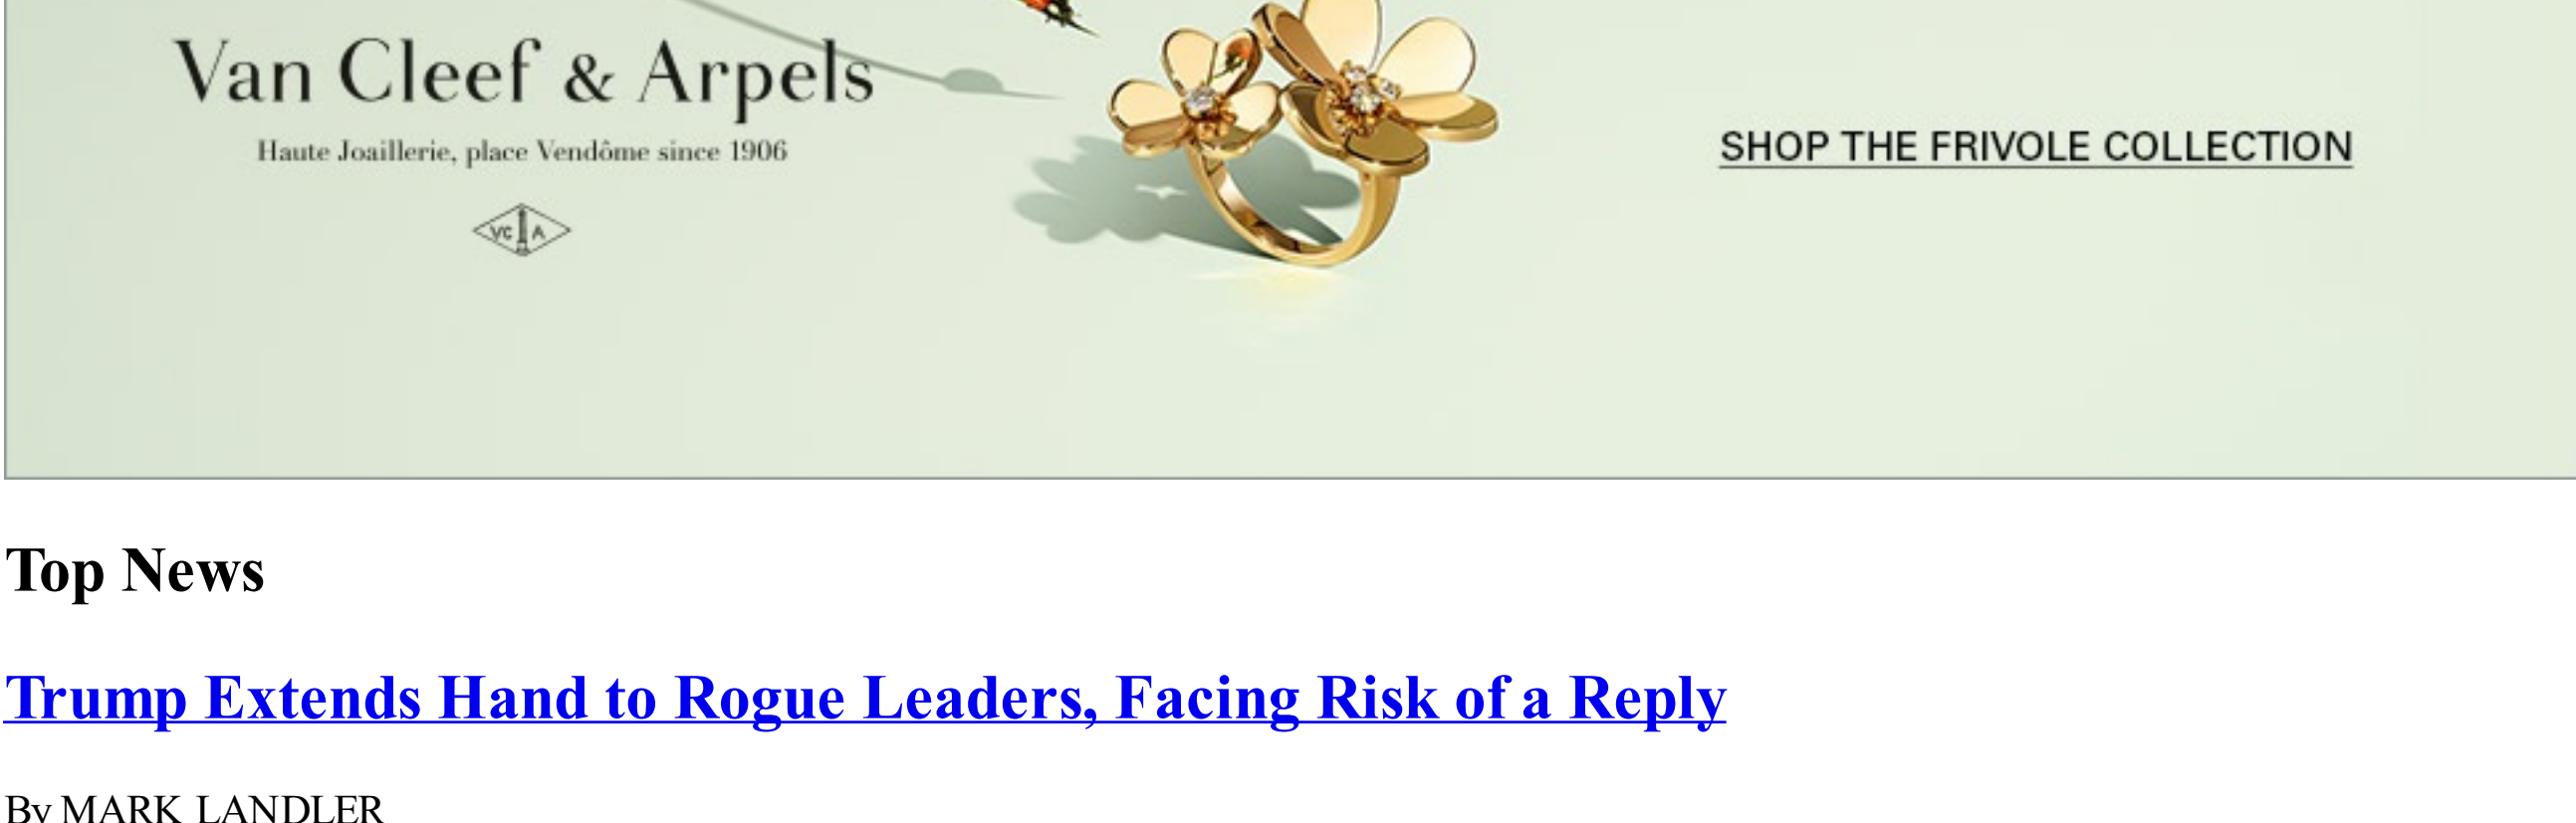 Van Cleef & Arpels
Haute Joaillerie, place Vendôme since 1906
VC A
SHOP THE FRIVOLE COLLECTION
Top News
Trump Extends Hand to Rogue Leaders, Facing Risk of a Reply
By MARK LANDLER